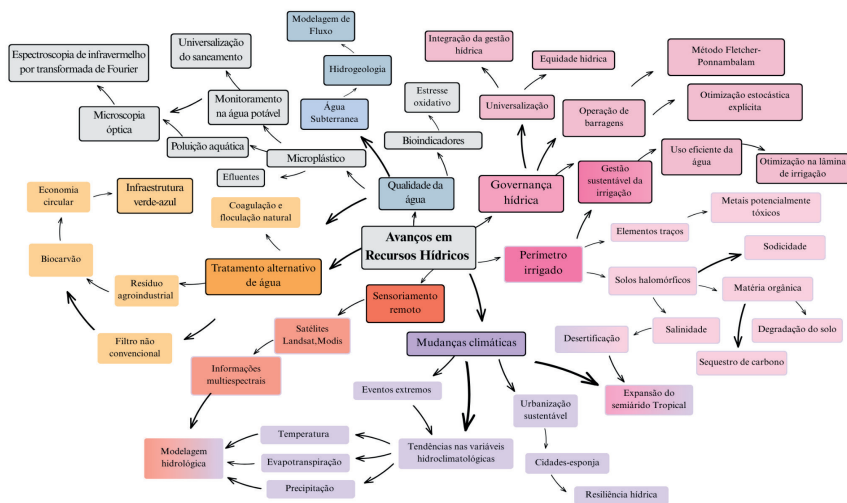 Modelagem de
Fluxo
Integração da gestão
hídrica
Espectroscopia de infravermelho
por transformada de Fourier
Universalização
do saneamento
Equidade hídrica
Método Fletcher-
Ponnambalam
Hidrogeologia
Estresse
oxidativo
Microscopia
óptica
Monitoramento
na água potável
Água
Subterranea
Universalização
Operação de
barragens
Otimização estocástica
explícita
Bioindicadores
Poluição aquática
Microplástico
Uso eficiente da
água
Otimização na lâmina
de irrigação
Gestão
sustentável da
irrigação
Efluentes
Qualidade da
água
Governança
hídrica
Economia
circular
Infraestrutura
verde-azul
Coagulação e
floculação natural
Metais potencialmente
tóxicos
Elementos traços
Avanços em
Recursos Hídricos
Sodicidade
Biocarvão
Perímetro
irrigado
Resíduo
agroindustrial
Tratamento alternativo
de água
Solos halomórficos
Matéria orgânica
Sensoriamento
remoto
Satélites
Landsat,Modis
Salinidade
Degradação do solo
Filtro não
convencional
Mudanças climáticas
Desertificação
Sequestro de carbono
Informações
multiespectrais
Eventos extremos
Urbanização
sustentável
Expansão do
semiárido Tropical
Temperatura
Modelagem
hidrológica
Evapotranspiração
Tendências nas variáveis
hidroclimatológicas
Cidades-esponja
Precipitação
Resiliência hídrica